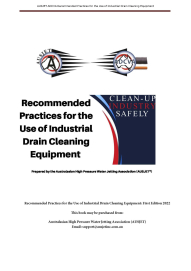 AUSJET 2022 Recommended Practices for the Use of Industrial Drain Cleaning Equipment
AUSJET
CLEAN-UP
INDUSTRY
SAFELY
Recommended
Practices for the
Use of Industrial
Drain Cleaning
Equipment
Prepared by the Australasian High Pressure Water Jetting Association (AUSJET®)
Recommended Practices for the Use of Industrial Drain Cleaning Equipment: First Edition 2022
This book may be purchased from:
Australasian High Pressure Water Jetting Association (AUSJET)